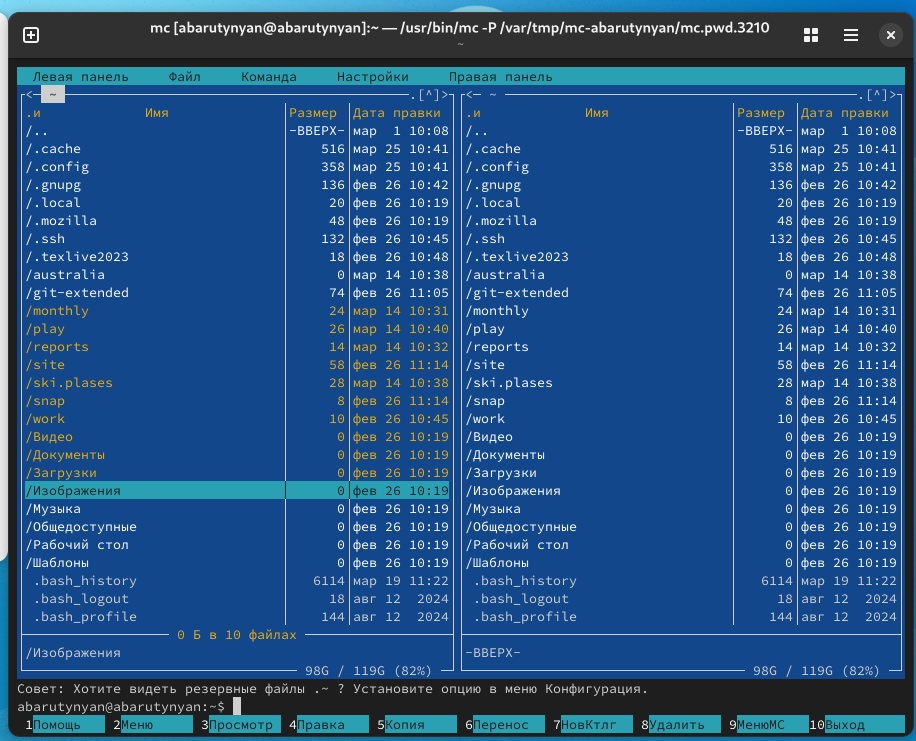 mc [abarutynyan@abarutynyan]:~ — /usr/bin/mc -P /var/tmp/mc-abarutynyan/mc.pwd.3210
~
Левая панель Файл Команда Настройки Правая панель
<─ ~ .[^]> <─ ~ .[^]>
.и Имя Размер Дата правки .и Имя Размер Дата правки
/.. -ВВЕРХ- мар 1 10:08 /.. -ВВЕРХ- мар 1 10:08
/.cache 516 мар 25 10:41 /.cache 516 мар 25 10:41
/.config 358 мар 25 10:41 /.config 358 мар 25 10:41
/.gnupg 136 фев 26 10:42 /.gnupg 136 фев 26 10:42
/.local 20 фев 26 10:19 /.local 20 фев 26 10:19
/.mozilla 48 фев 26 10:19 /.mozilla 48 фев 26 10:19
/.ssh 132 фев 26 10:45 /.ssh 132 фев 26 10:45
/.texlive2023 18 фев 26 10:48 /.texlive2023 18 фев 26 10:48
/australia 0 мар 14 10:38 /australia 0 мар 14 10:38
/git-extended 74 фев 26 11:05 /git-extended 74 фев 26 11:05
/monthly 24 мар 14 10:31 /monthly 24 мар 14 10:31
/play 26 мар 14 10:40 /play 26 мар 14 10:40
/reports 14 мар 14 10:32 /reports 14 мар 14 10:32
/site 58 фев 26 11:14 /site 58 фев 26 11:14
/ski.plases 28 мар 14 10:38 /ski.plases 28 мар 14 10:38
/snap 8 фев 26 11:14 /snap 8 фев 26 11:14
/work 10 фев 26 10:45 /work 10 фев 26 10:45
/Видео 0 фев 26 10:19 /Видео 0 фев 26 10:19
/Документы 0 фев 26 10:19 /Документы 0 фев 26 10:19
/Загрузки 0 фев 26 10:19 /Загрузки 0 фев 26 10:19
/Изображения 0 фев 26 10:19 /Изображения 0 фев 26 10:19
/Музыка 0 фев 26 10:19 /Музыка 0 фев 26 10:19
/Общедоступные 0 фев 26 10:19 /Общедоступные 0 фев 26 10:19
/Рабочий стол 0 фев 26 10:19 /Рабочий стол 0 фев 26 10:19
/Шаблоны 0 фев 26 10:19 /Шаблоны 0 фев 26 10:19
.bash_history 6114 мар 19 11:22 .bash_history 6114 мар 19 11:22
.bash_logout 18 авг 12 2024 .bash_logout 18 авг 12 2024
.bash_profile 144 авг 12 2024 .bash_profile 144 авг 12 2024
0 Б в 10 файлах
/Изображения -ВВЕРХ-
98G / 119G (82%) 98G / 119G (82%)
Совет: Хотите видеть резервные файлы .~ ? Установите опцию в меню Конфигурация.
abarutynyan@abarutynyan:~$
1Помощь 2Меню 3Просмотр 4Правка 5Копия 6Перенос 7НовКтлг 8Удалить 9МенюMC 10Выход